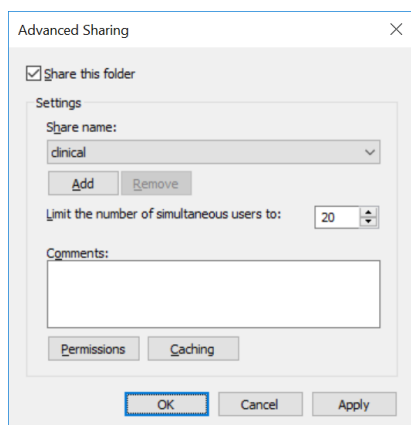 Advanced Sharing
Share this folder
Settings
Share name:
clinical
Add Remove
Limit the number of simultaneous users to: 20
Comments:
Permissions Caching
OK Cancel Apply